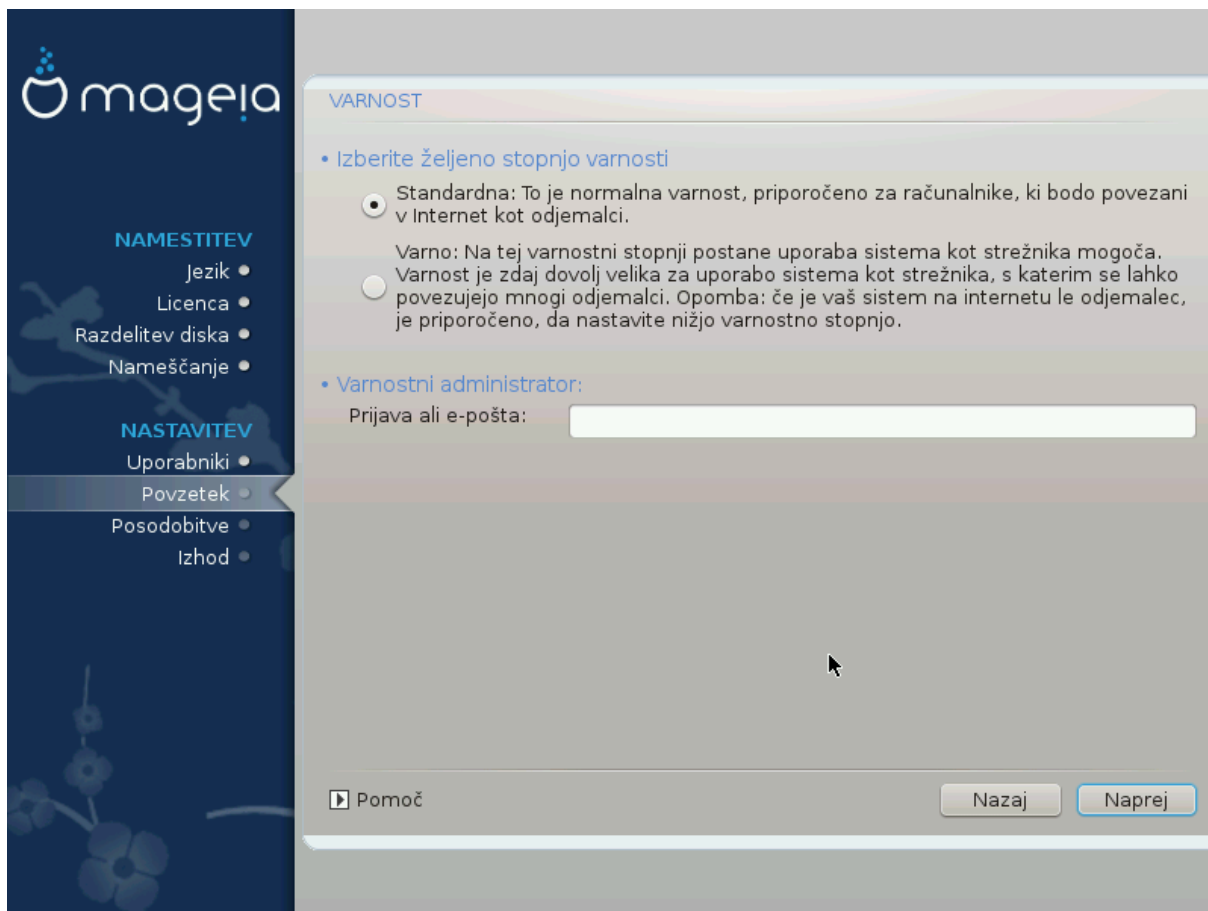 mageia
NAMESTITEV
Jezik
Licenca
Razdelitev diska
Nameščanje
NASTAVITEV
Uporabniki
Povzetek
Posodobitve
Izhod
VARNOST
• Izberite željeno stopnjo varnosti
Standardna: To je normalna varnost, priporočeno za računalnike, ki bodo povezani
v Internet kot odjemalci.
Varno: Na tej varnostni stopnji postane uporaba sistema kot strežnika mogoča.
Varnost je zdaj dovolj velika za uporabo sistema kot strežnika, s katerim se lahko
povezujejo mnogi odjemalci. Opomba: če je vaš sistem na internetu le odjemalec,
je priporočeno, da nastavite nižjo varnostno stopnjo.
• Varnostni administrator:
Prijava ali e-pošta:
Pomoč
Nazaj
Naprej